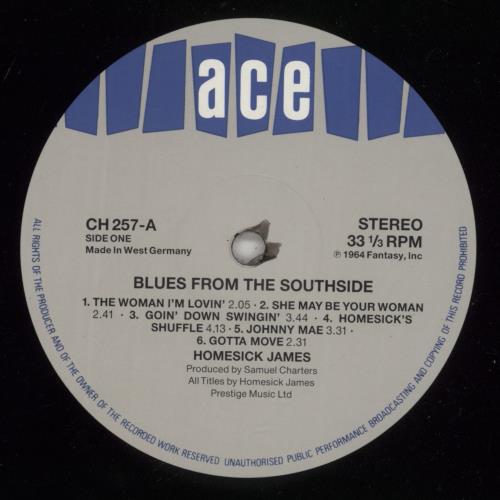 ace
CH 257-A
SIDE ONE
Made In West Germany
STEREO
33 1/3 RPM
℗ 1964 Fantasy, Inc
BLUES FROM THE SOUTHSIDE
1. THE WOMAN I'M LOVIN' 2.05 · 2. SHE MAY BE YOUR WOMAN
2.41 · 3. GOIN' DOWN SWINGIN' 3.44 · 4. HOMESICK'S
SHUFFLE 4.13 · 5. JOHNNY MAE 3.31 ·
6. GOTTA MOVE 2.31
HOMESICK JAMES
Produced by Samuel Charters
All Titles by Homesick James
Prestige Music Ltd
ALL RIGHTS OF THE PRODUCER AND OF THE OWNER OF THE RECORDED WORK RESERVED UNAUTHORISED PUBLIC PERFORMANCE BROADCASTING AND COPYING OF THIS RECORD PROHIBITED